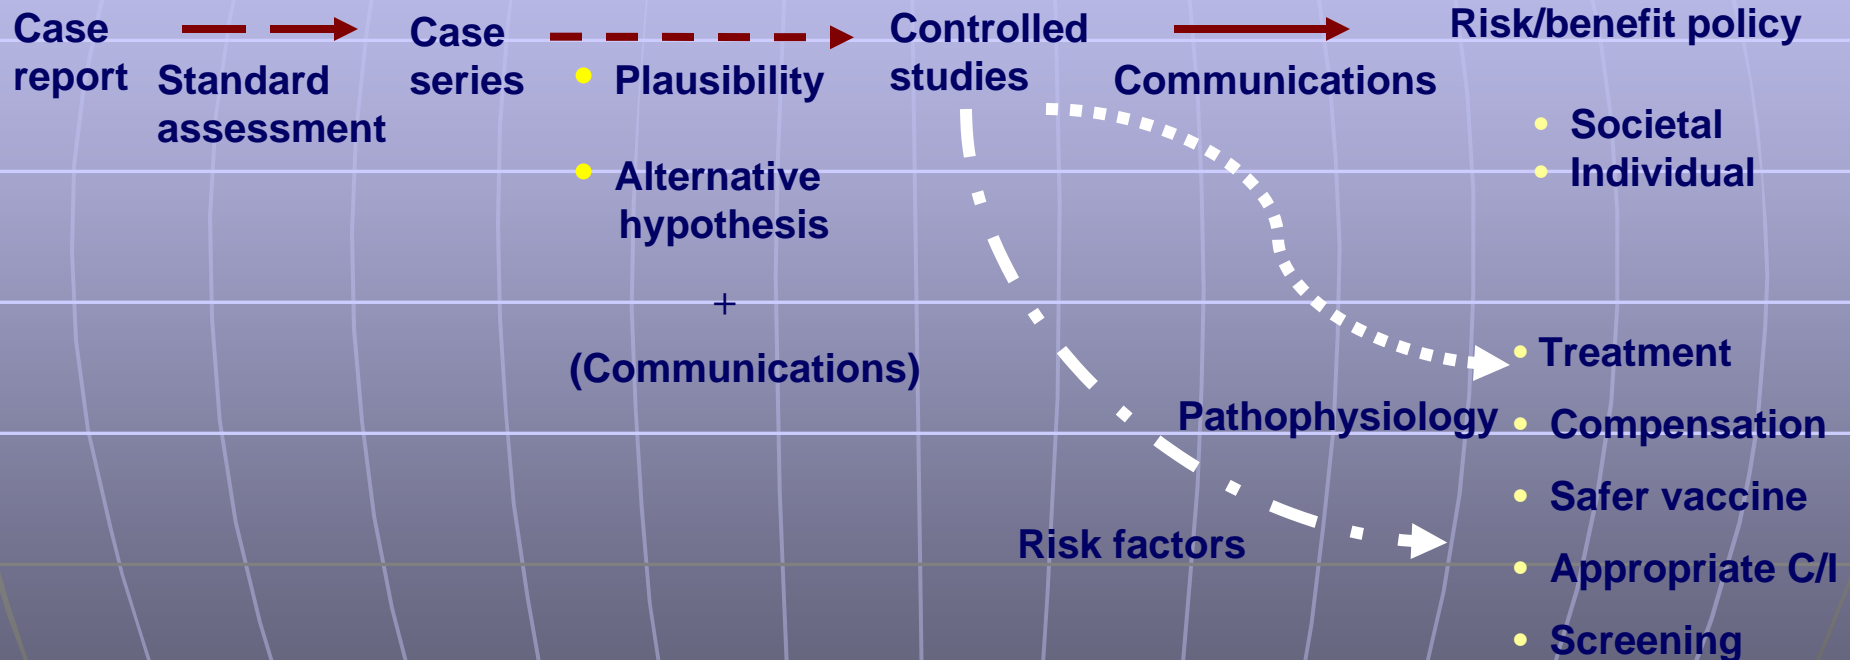 Case
report
Standard
assessment
Case
series
• Plausibility
• Alternative
hypothesis
+
(Communications)
Controlled
studies
Communications
Risk/benefit policy
• Societal
• Individual
• Treatment
Pathophysiology
• Compensation
• Safer vaccine
Risk factors
• Appropriate C/I
• Screening